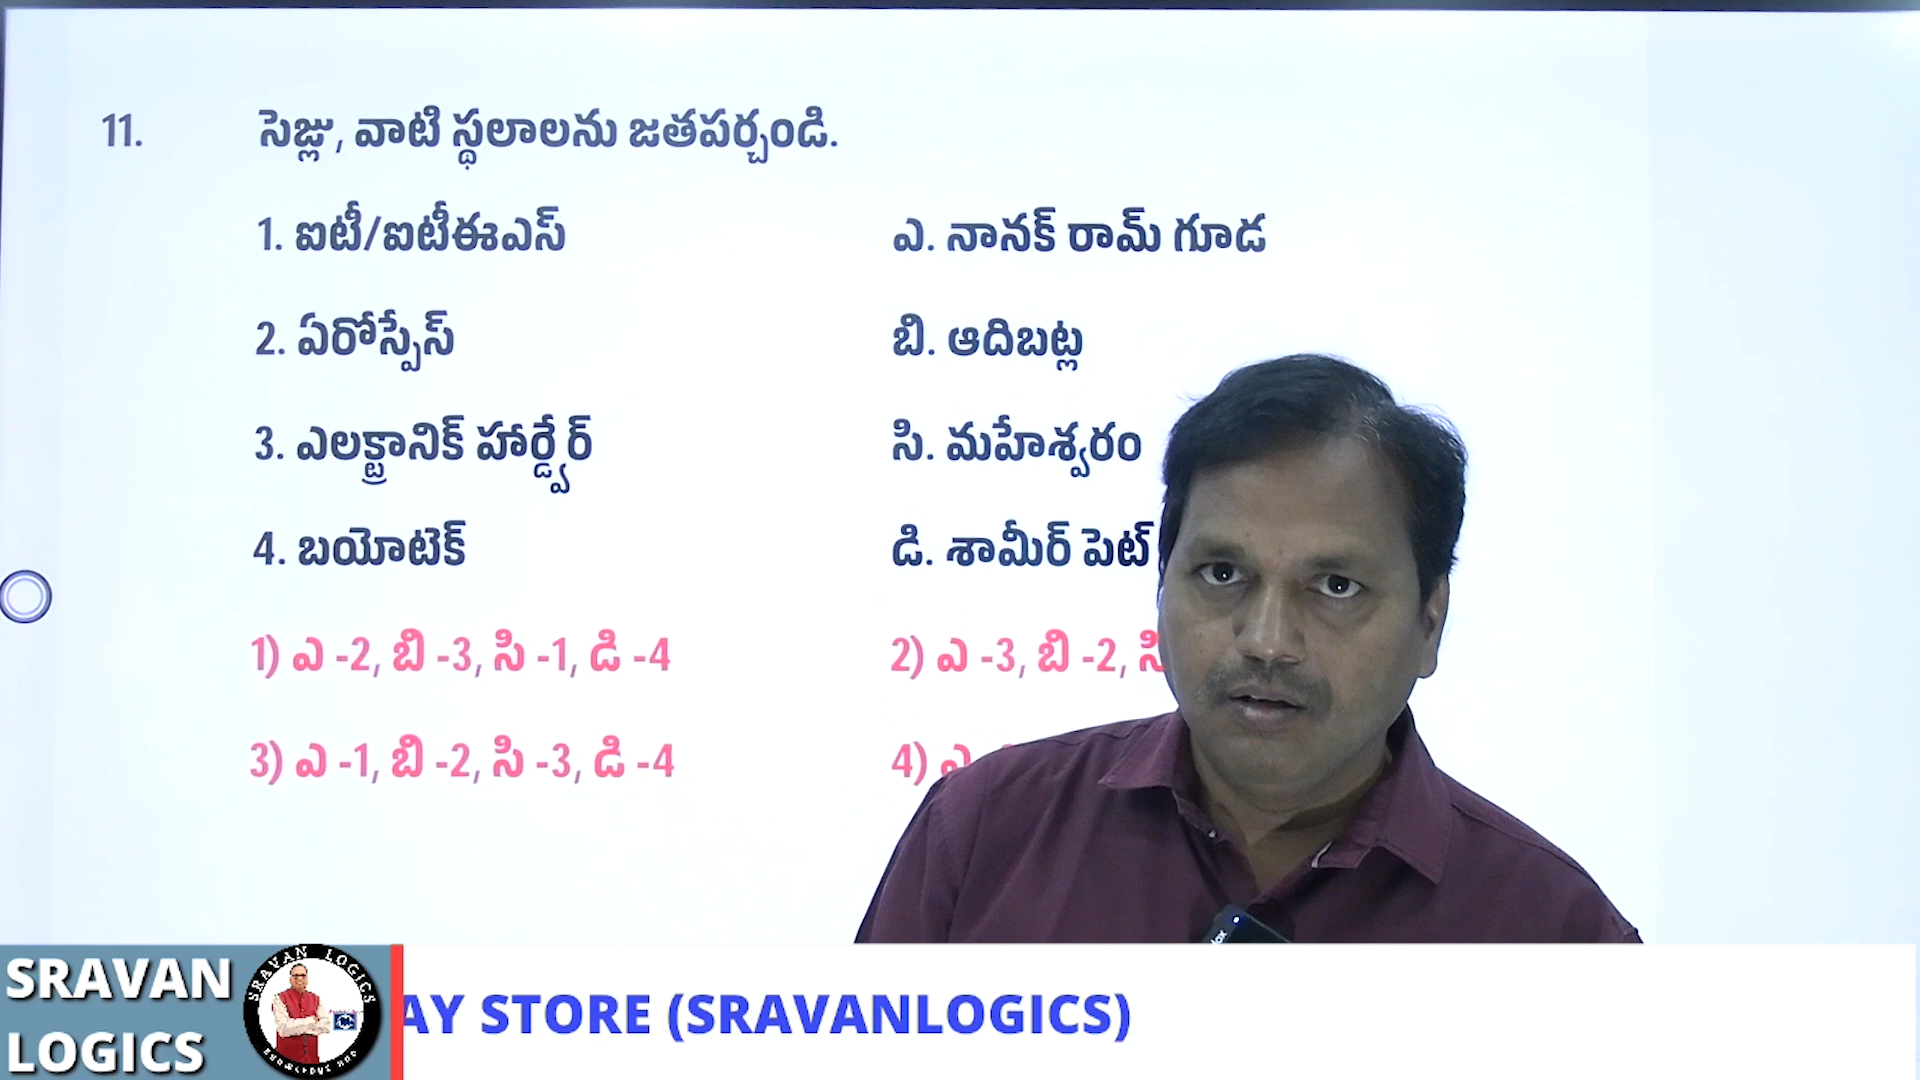 11. సెజ్లు, వాటి స్థలాలను జతపర్చండి.
1. ఐటీ/ఐటీఈఎస్ ఎ. నానక్ రామ్ గూడ
2. ఏరోస్పేస్ బి. ఆదిబట్ల
3. ఎలక్ట్రానిక్ హార్డ్వేర్ సి. మహేశ్వరం
4. బయోటెక్ డి. శామీర్ పెట్
1) ఎ -2, బి -3, సి -1, డి -4 2) ఎ -3, బి -2, సి
3) ఎ -1, బి -2, సి -3, డి -4 4) ఎ
SRAVAN LOGICS
SRAVAN LOGICS
AY STORE (SRAVANLOGICS)